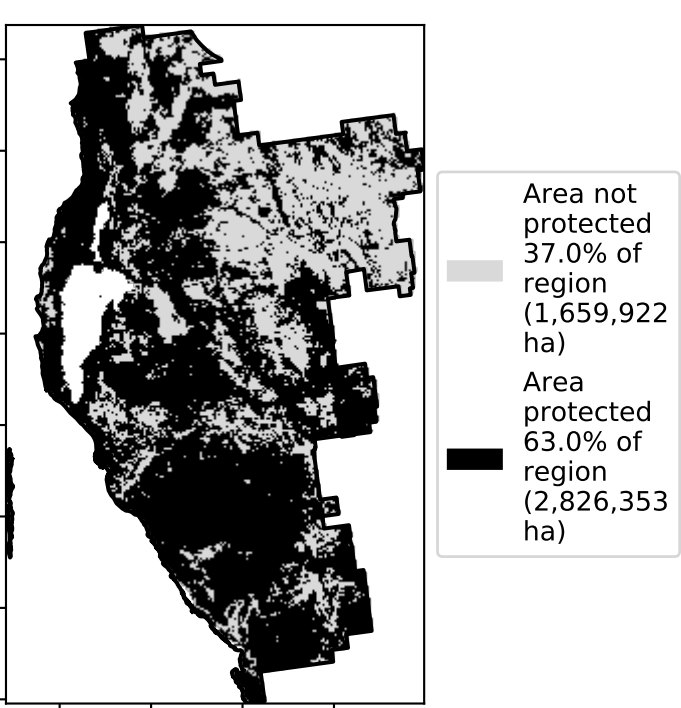 Area not
protected
37.0% of
region
(1,659,922
ha)
Area
protected
63.0% of
region
(2,826,353
ha)